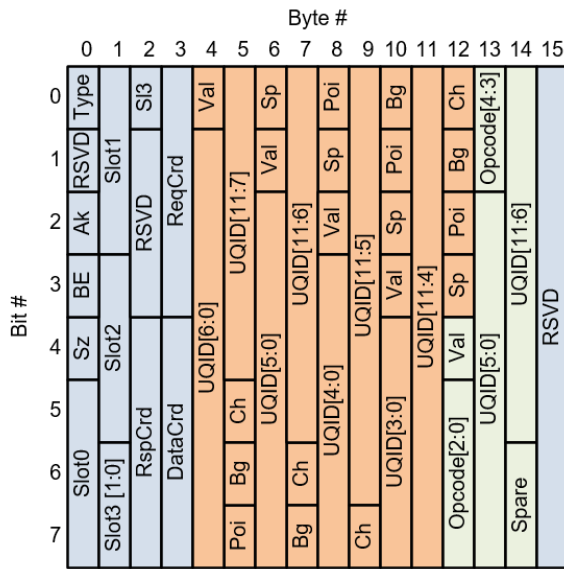 Byte #
0 1 2 3 4 5 6 7 8 9 10 11 12 13 14 15
Bit #
0
1
2
3
4
5
6
7
Type
RSVD
Ak
BE
Sz
Slot0
Slot1
Slot2
Slot3 [1:0]
Sl3
RSVD
RspCrd
ReqCrd
DataCrd
Val
UQID[6:0]
UQID[11:7]
Ch
Bg
Poi
Sp
Val
UQID[5:0]
UQID[11:6]
Ch
Bg
Poi
Sp
Val
UQID[4:0]
UQID[11:5]
Ch
Bg
Poi
Sp
Val
UQID[3:0]
UQID[11:4]
Ch
Bg
Poi
Sp
Val
Opcode[2:0]
Opcode[4:3]
UQID[5:0]
UQID[11:6]
Spare
RSVD